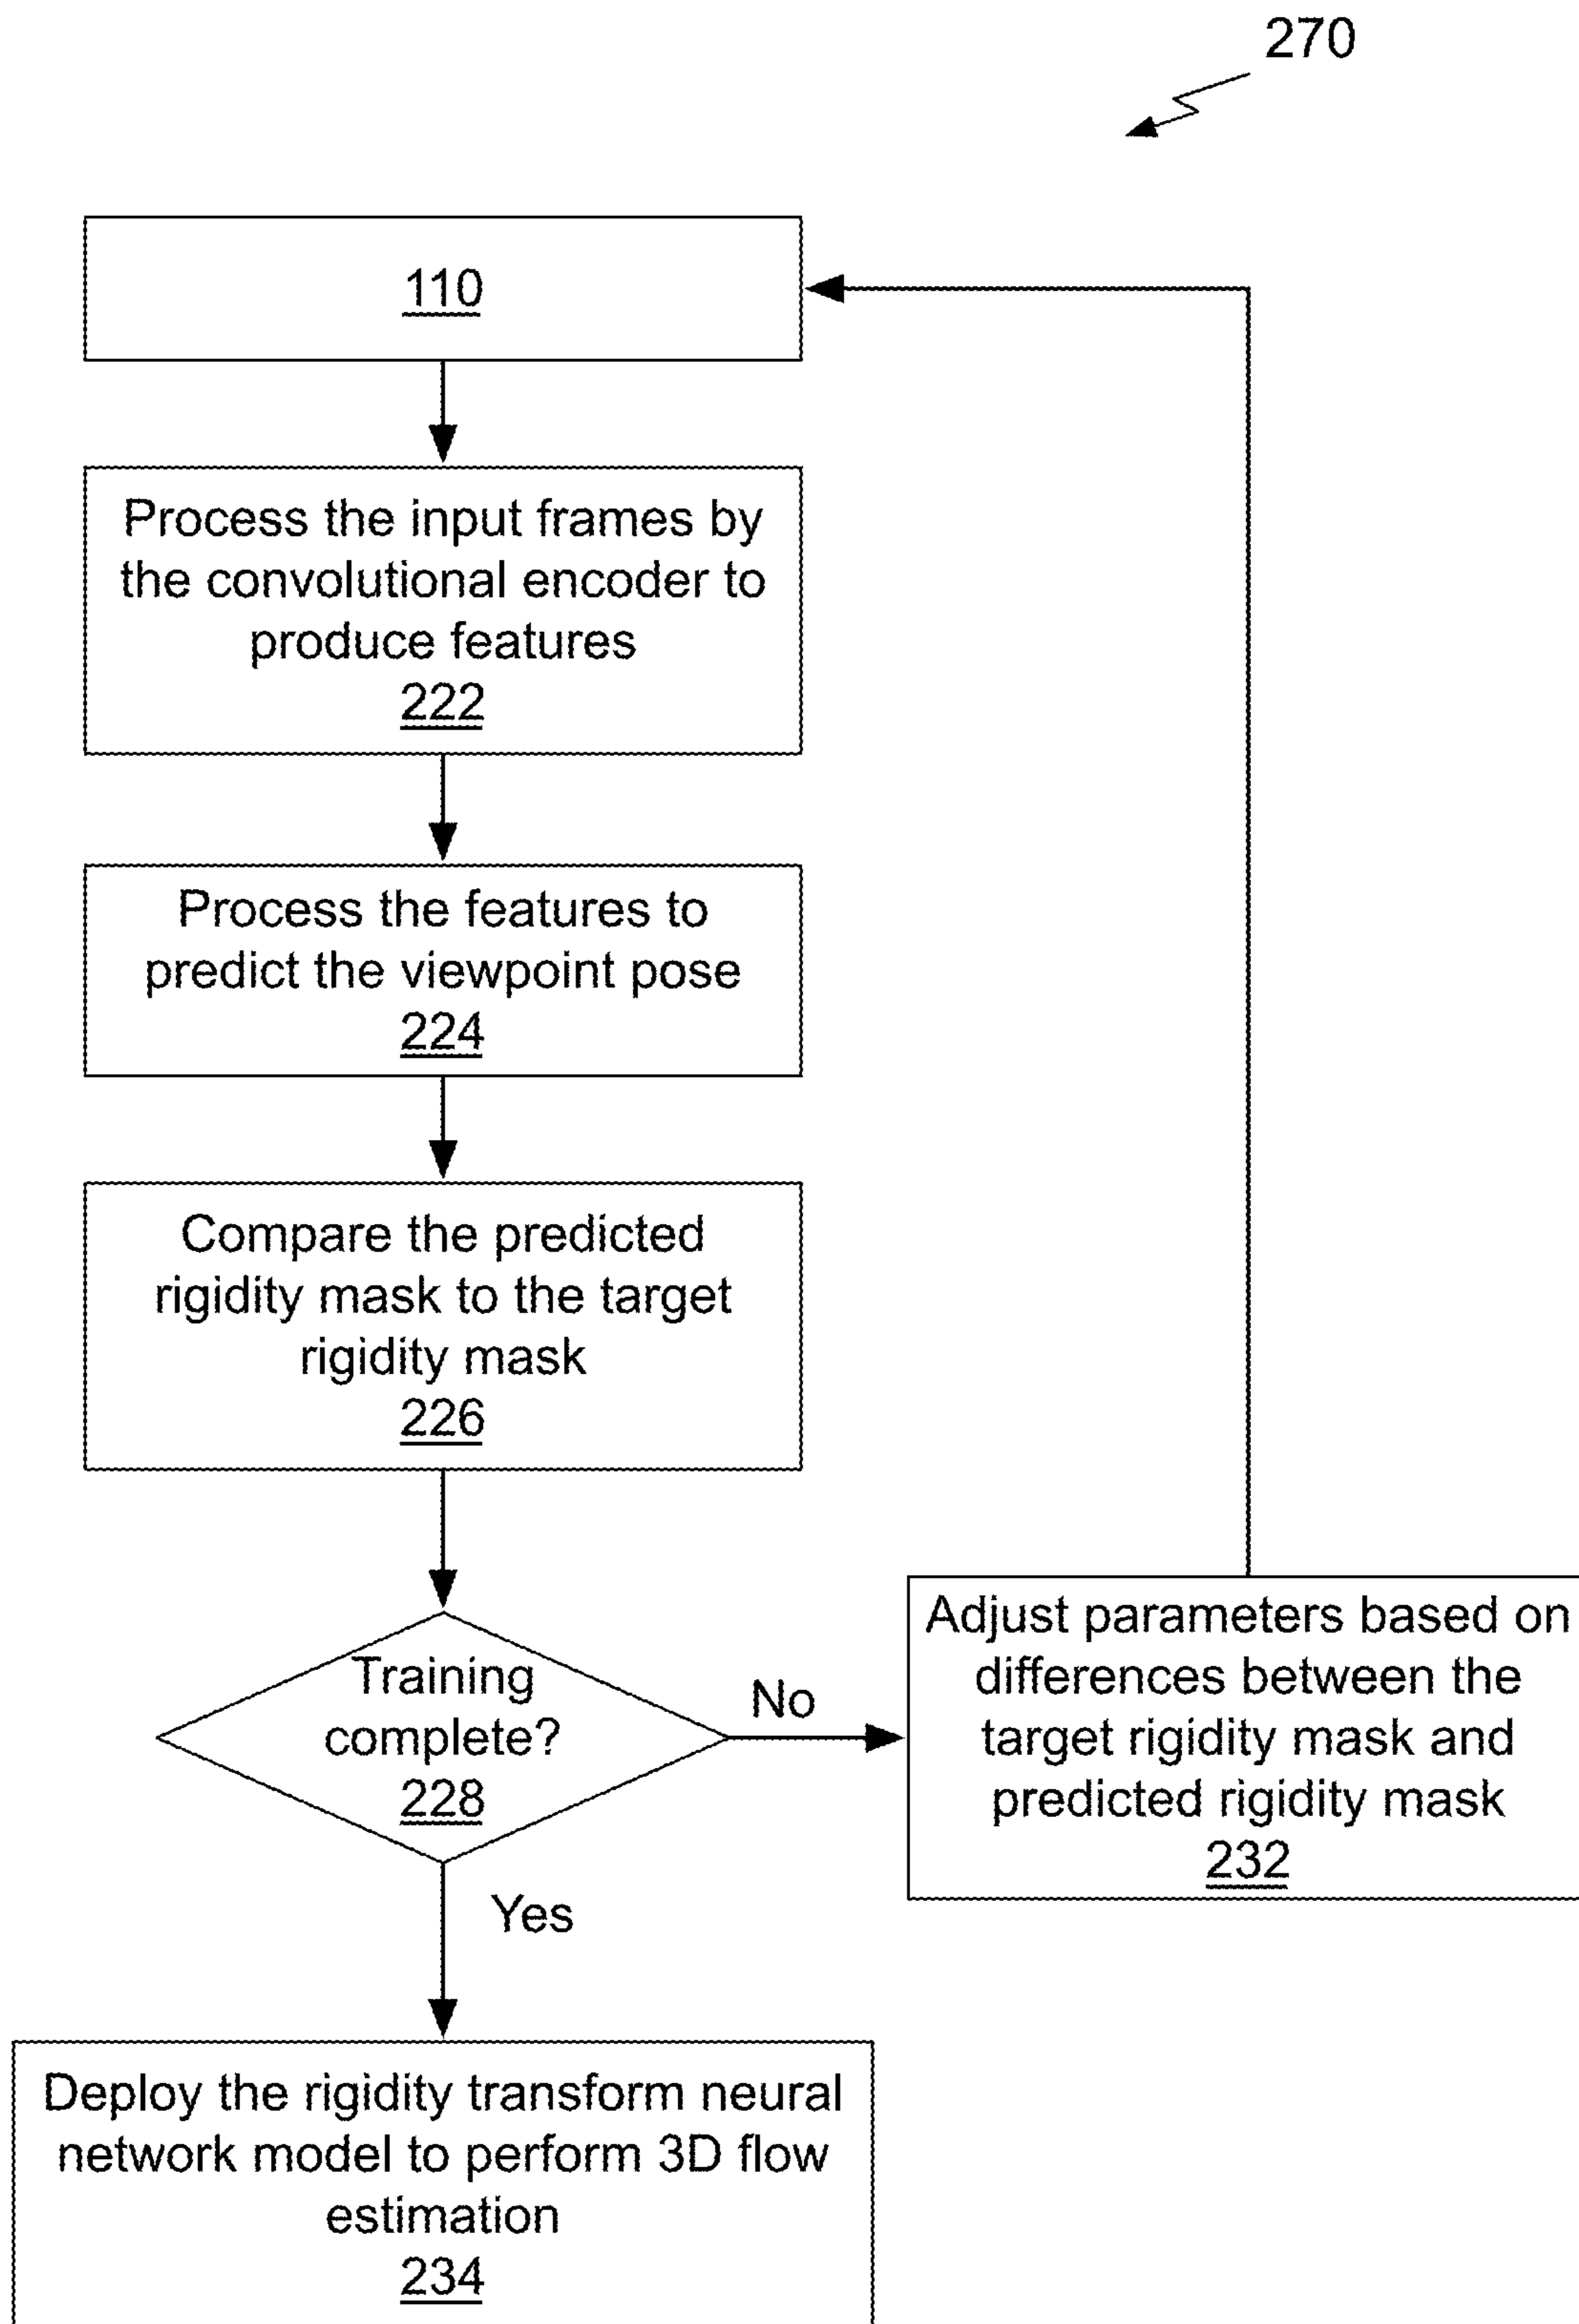 270
110
Process the input frames by
the convolutional encoder to
produce features
222
Process the features to
predict the viewpoint pose
224
Compare the predicted
rigidity mask to the target
rigidity mask
226
Training
complete?
228
No
Adjust parameters based on
differences between the
target rigidity mask and
predicted rigidity mask
232
Yes
Deploy the rigidity transform neural
network model to perform 3D flow
estimation
234